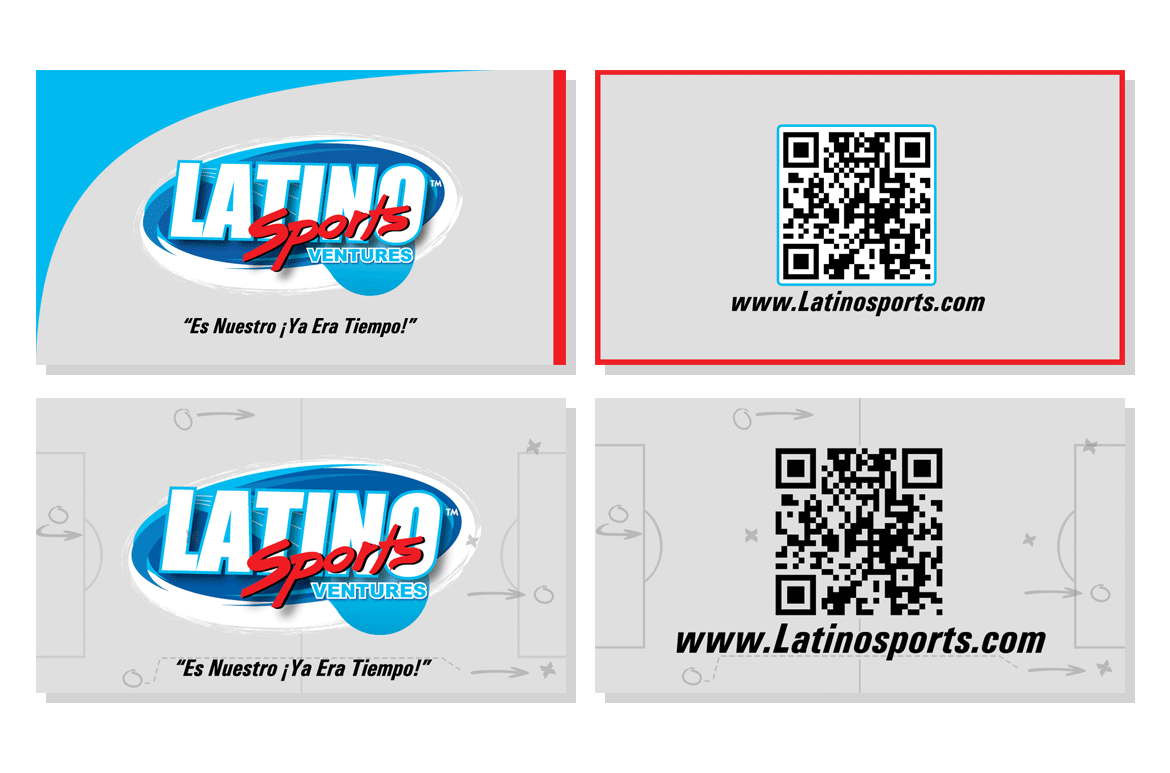 LATINO™
Sports
VENTURES
“Es Nuestro ¡Ya Era Tiempo!”
www.Latinosports.com
LATINO™
Sports
VENTURES
“Es Nuestro ¡Ya Era Tiempo!”
www.Latinosports.com